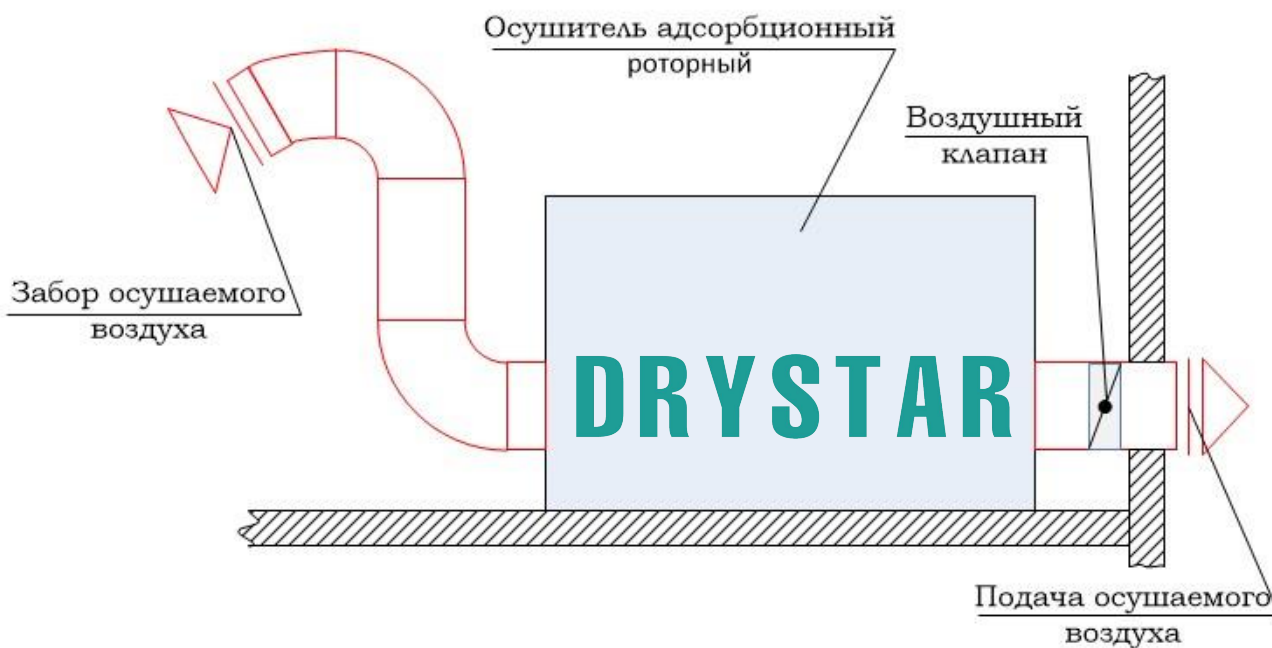 Осушитель адсорбционный
роторный
Воздушный
клапан
Забор осушаемого
воздуха
DRYSTAR
Подача осушаемого
воздуха